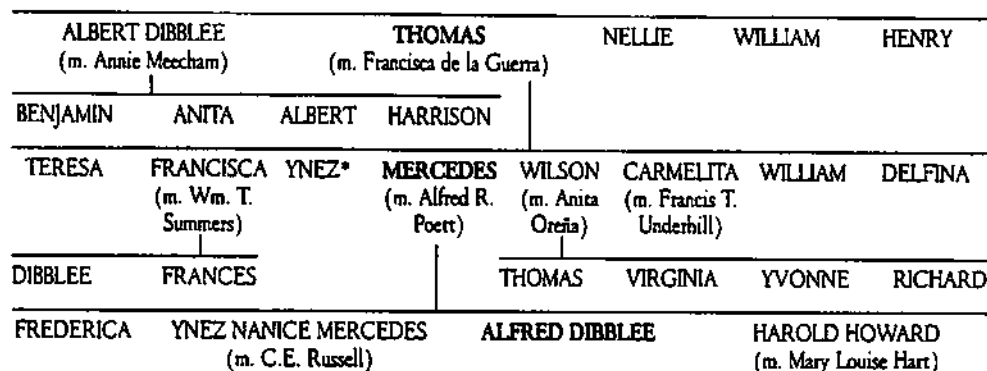 ALBERT DIBBLEE THOMAS NELLIE WILLIAM HENRY
(m. Annie Meecham) (m. Francisca de la Guerra)
BENJAMIN ANITA ALBERT HARRISON
TERESA FRANCISCA YNEZ* MERCEDES WILSON CARMELITA WILLIAM DELFINA
(m. Wm. T. (m. Alfred R. (m. Anita (m. Francis T.
Summers) Poett) Oreña) Underhill)
DIBBLEE FRANCES THOMAS VIRGINIA YVONNE RICHARD
FREDERICA YNEZ NANICE MERCEDES ALFRED DIBBLEE HAROLD HOWARD
(m. C.E. Russell) (m. Mary Louise Hart)